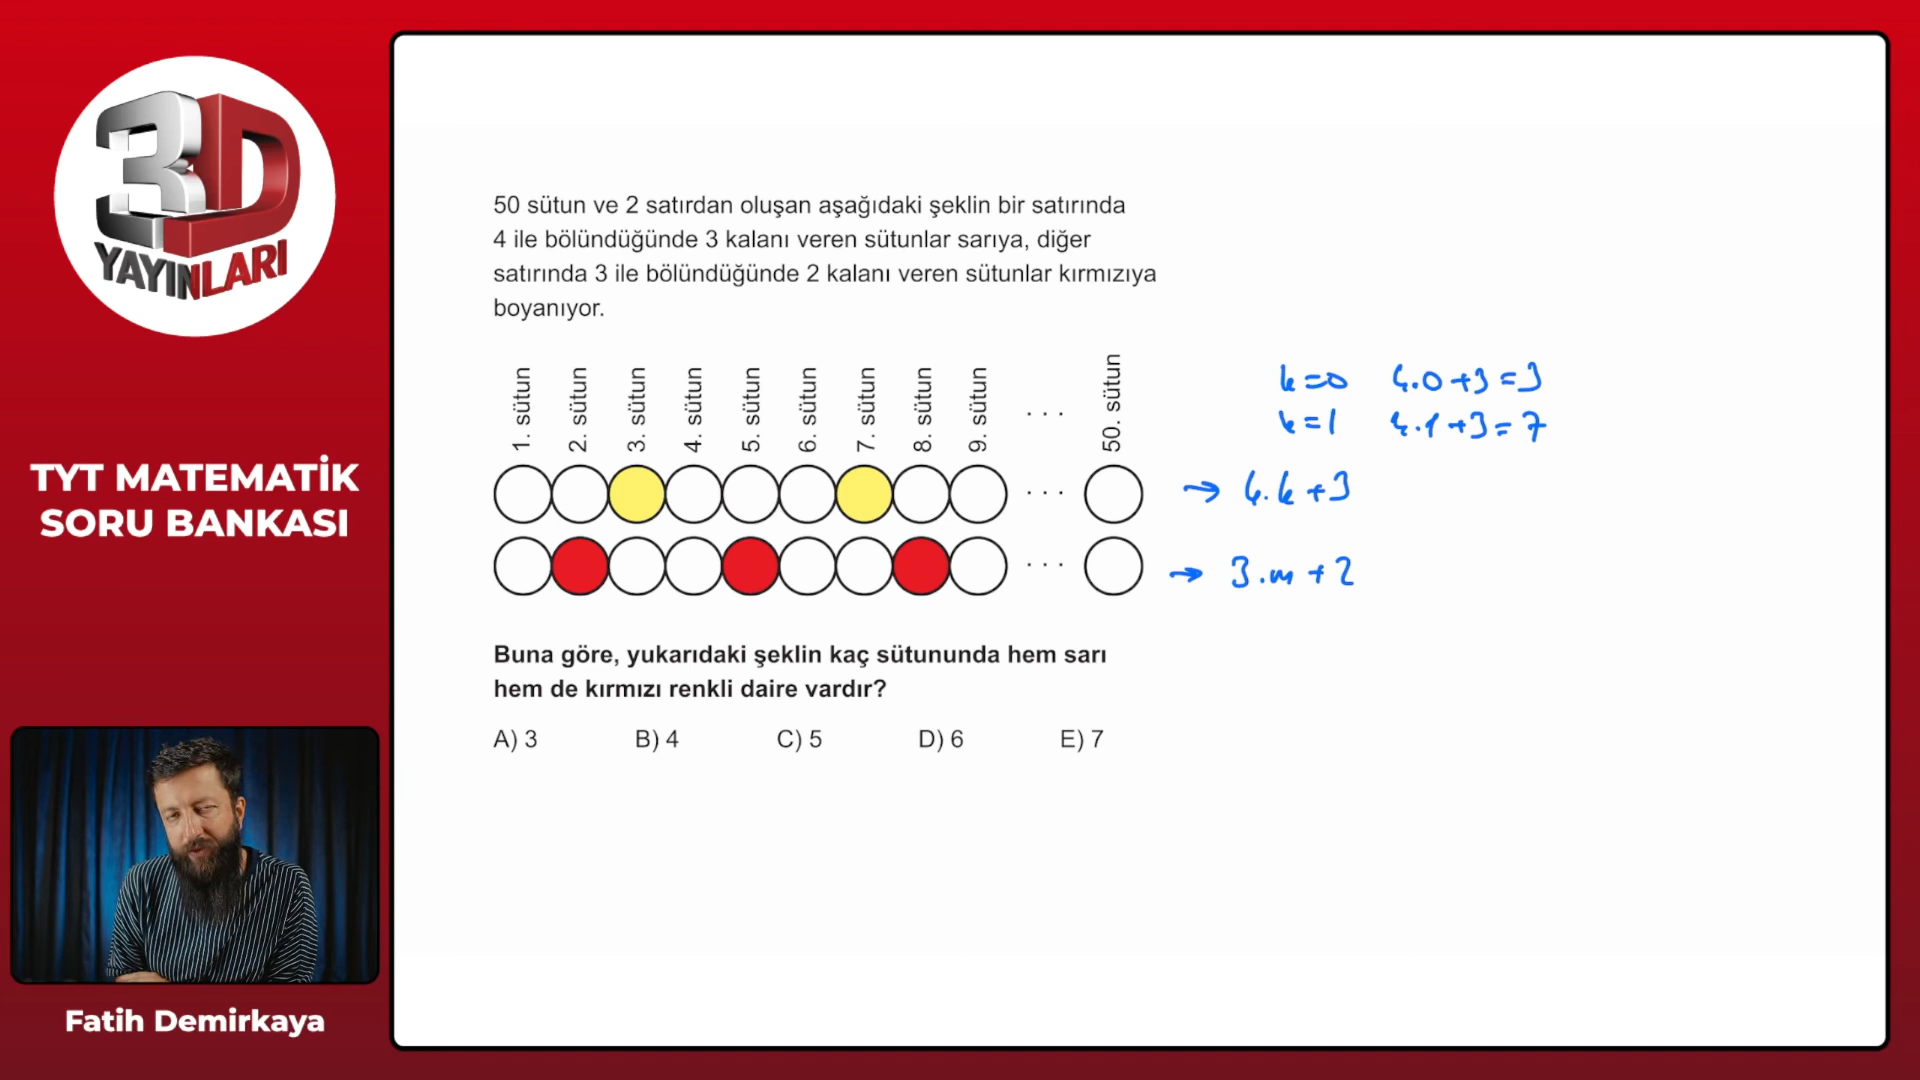 3D
YAYINLARI
TYT MATEMATİK
SORU BANKASI
Fatih Demirkaya
50 sütun ve 2 satırdan oluşan aşağıdaki şeklin bir satırında
4 ile bölündüğünde 3 kalanı veren sütunlar sarıya, diğer
satırında 3 ile bölündüğünde 2 kalanı veren sütunlar kırmızıya
boyanıyor.
1. sütun
2. sütun
3. sütun
4. sütun
5. sütun
6. sütun
7. sütun
8. sütun
9. sütun
. . .
50. sütun
k=0 4.0+3=3
k=1 4.1+3=7
. . .
→ 4.k+3
. . .
→ 3.m+2
Buna göre, yukarıdaki şeklin kaç sütununda hem sarı
hem de kırmızı renkli daire vardır?
A) 3 B) 4 C) 5 D) 6 E) 7